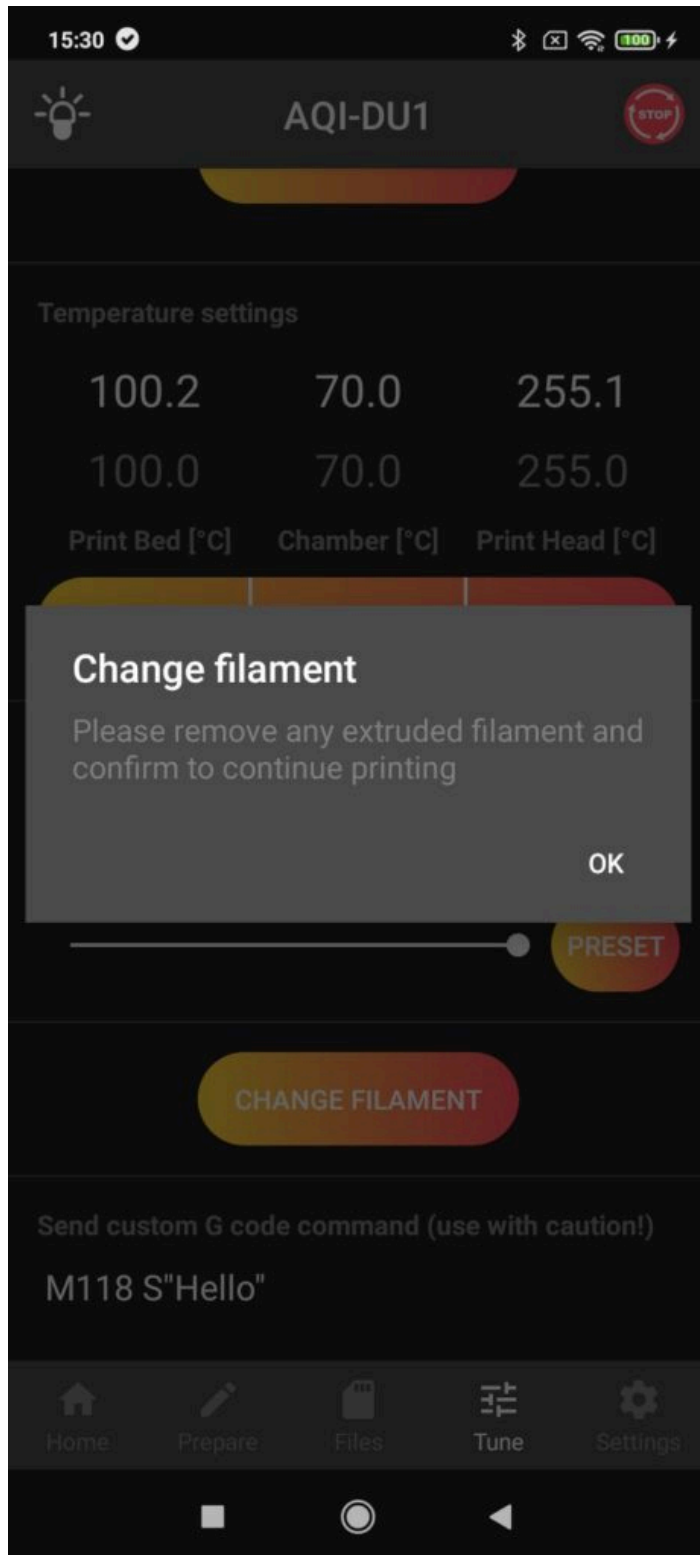 15:30
100
AQI-DU1
STOP
Temperature settings
100.2 70.0 255.1
100.0 70.0 255.0
Print Bed [°C] Chamber [°C] Print Head [°C]
Change filament
Please remove any extruded filament and
confirm to continue printing
OK
PRESET
CHANGE FILAMENT
Send custom G code command (use with caution!)
M118 S"Hello"
Home Prepare Files Tune Settings